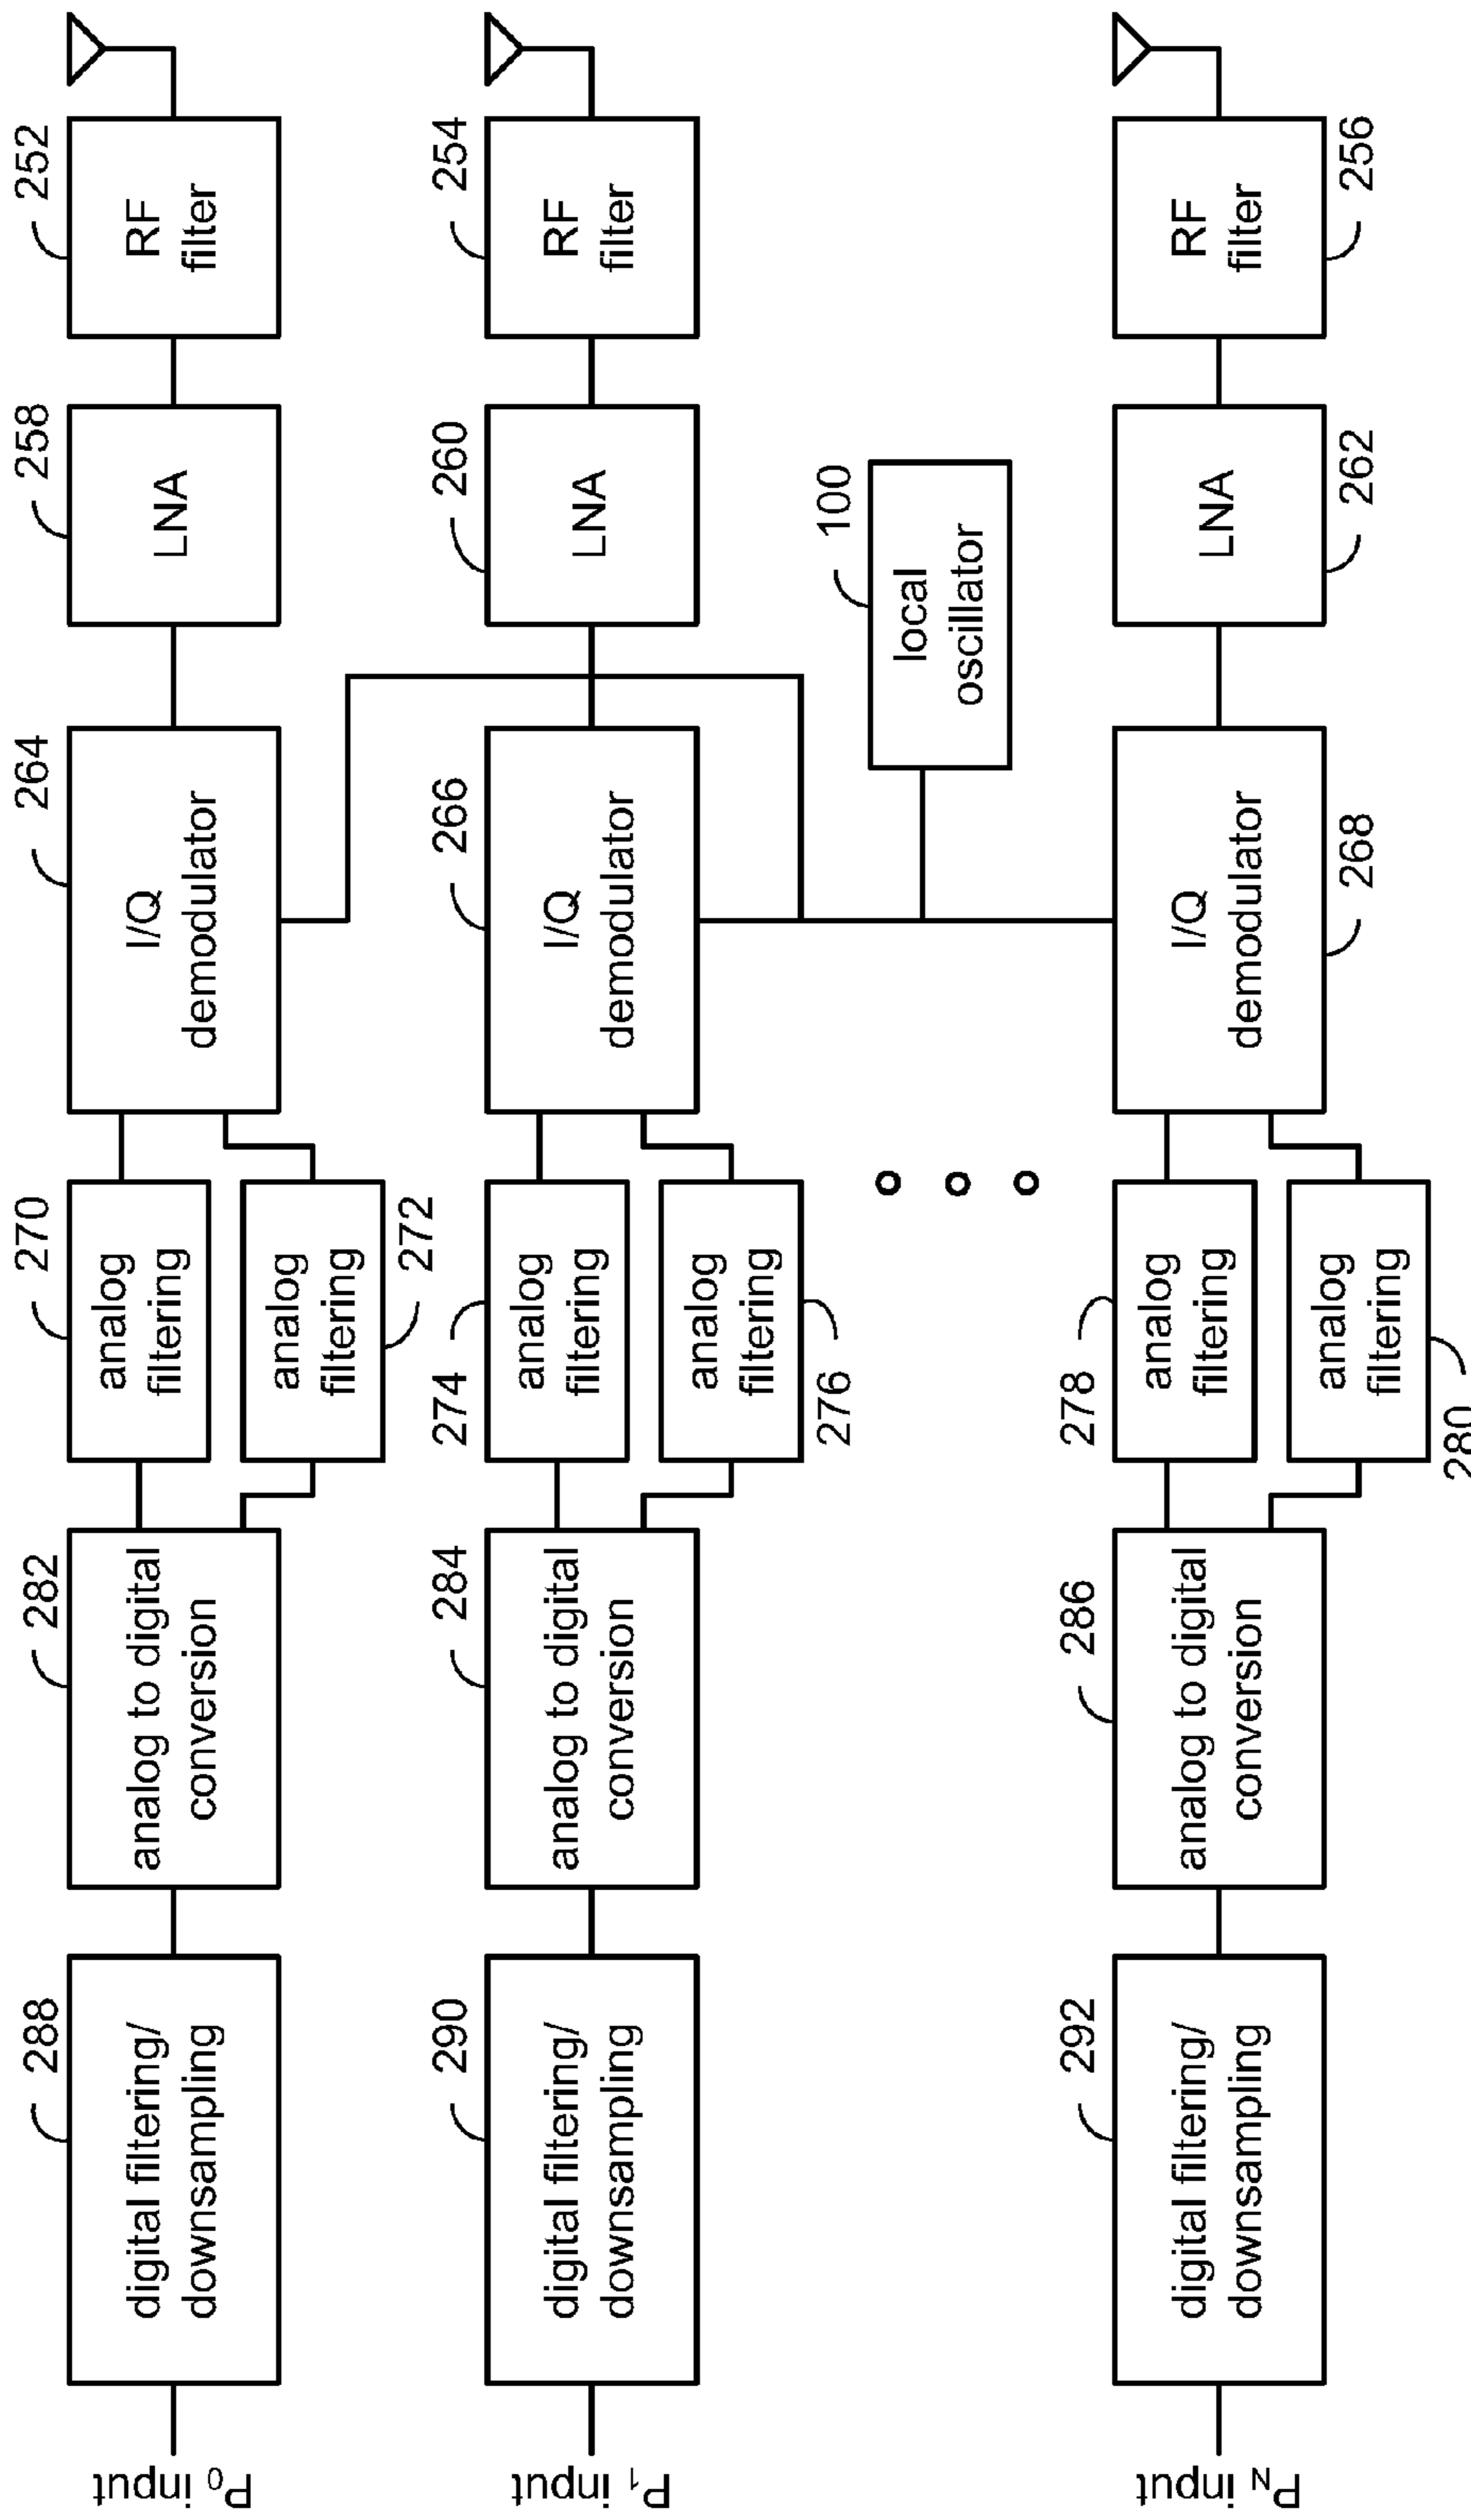 252
RF
filter
258
LNA
264
I/Q
demodulator
270
analog
filtering
analog
filtering
272
282
analog to digital
conversion
288
digital filtering/
downsampling
P0 input
254
RF
filter
260
LNA
266
I/Q
demodulator
274
analog
filtering
analog
filtering
276
284
analog to digital
conversion
290
digital filtering/
downsampling
P1 input
100
local
oscillator
RF
filter
256
LNA
262
I/Q
demodulator
268
278
analog
filtering
analog
filtering
280
286
analog to digital
conversion
292
digital filtering/
downsampling
PN input